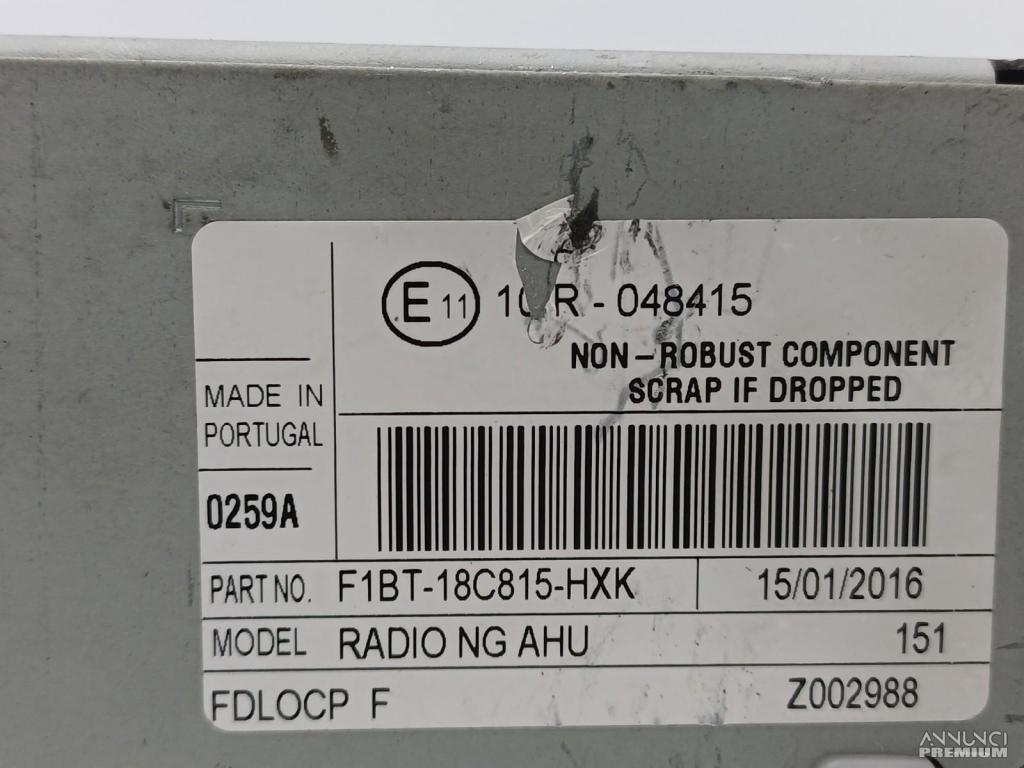 E 11 10 R - 048415
NON-ROBUST COMPONENT
SCRAP IF DROPPED
MADE IN
PORTUGAL
0259A
PART NO. F1BT-18C815-HXK 15/01/2016
MODEL RADIO NG AHU 151
FDLOCP F Z002988
ANNUNCI
PREMIUM